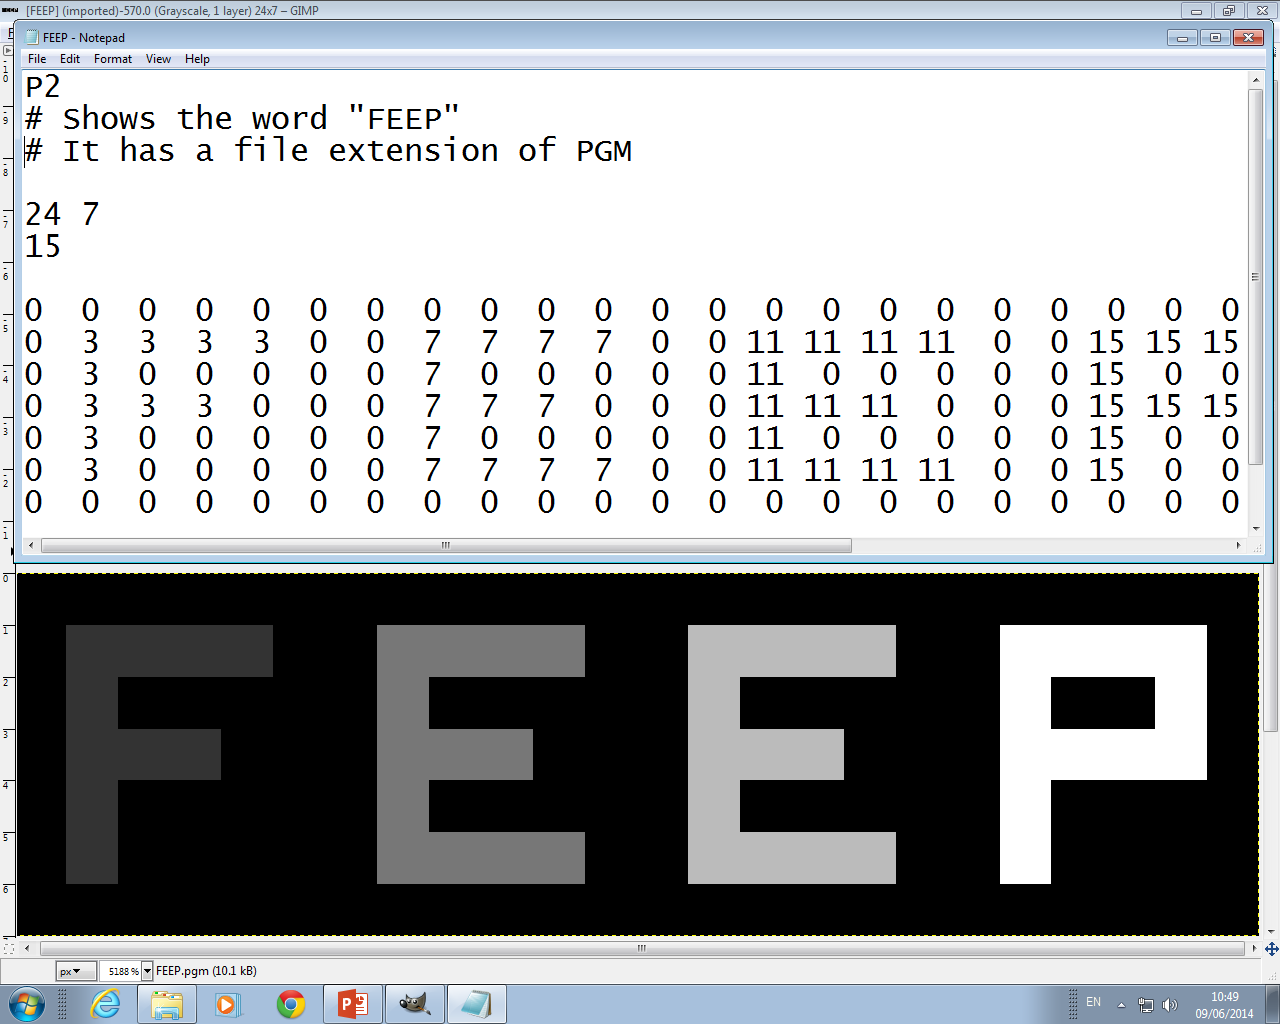 [FEEP] (imported)-570.0 (Grayscale, 1 layer) 24x7 – GIMP
FEEP - Notepad
File Edit Format View Help
P2
# Shows the word "FEEP"
# It has a file extension of PGM
24 7
15
0 0 0 0 0 0 0 0 0 0 0 0 0 0 0 0 0 0 0 0 0 0
0 3 3 3 3 0 0 7 7 7 7 0 0 11 11 11 11 0 0 15 15 15
0 3 0 0 0 0 0 7 0 0 0 0 0 11 0 0 0 0 0 15 0 0
0 3 3 3 0 0 0 7 7 7 0 0 0 11 11 11 0 0 0 15 15 15
0 3 0 0 0 0 0 7 0 0 0 0 0 11 0 0 0 0 0 15 0 0
0 3 0 0 0 0 0 7 7 7 7 0 0 11 11 11 11 0 0 15 0 0
0 0 0 0 0 0 0 0 0 0 0 0 0 0 0 0 0 0 0 0 0 0
FEEP
px 5188 % FEEP.pgm (10.1 kB)
EN
10:49
09/06/2014